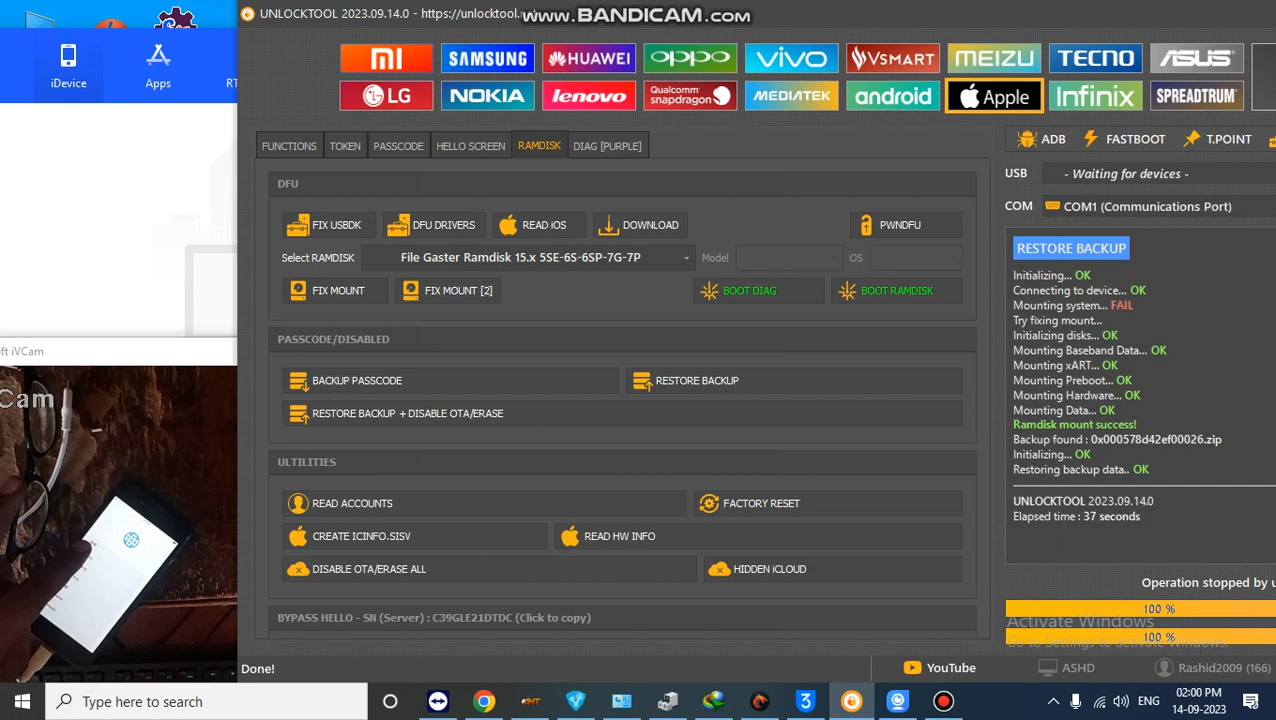 UNLOCKTOOL 2023.09.14.0 - https://unlocktool.
www.BANDICAM.com
iDevice
Apps
RT
mi
SAMSUNG
HUAWEI
oppo
vivo
VSMART
MEIZU
TECNO
ASUS
LG
NOKIA
lenovo
Qualcomm snapdragon
MEDIATEK
android
Apple
Infinix
SPREADTRUM
FUNCTIONS
TOKEN
PASSCODE
HELLO SCREEN
RAMDISK
DIAG [PURPLE]
ADB
FASTBOOT
T.POINT
DFU
USB
- Waiting for devices -
COM
COM1 (Communications Port)
FIX USBDK
DFU DRIVERS
READ iOS
DOWNLOAD
PWNDFU
Select RAMDISK
File Gaster Ramdisk 15.x 5SE-6S-6SP-7G-7P
Model
OS
FIX MOUNT
FIX MOUNT [2]
BOOT DIAG
BOOT RAMDISK
PASSCODE/DISABLED
BACKUP PASSCODE
RESTORE BACKUP
RESTORE BACKUP + DISABLE OTA/ERASE
ULTILITIES
READ ACCOUNTS
FACTORY RESET
CREATE ICINFO.SISV
READ HW INFO
DISABLE OTA/ERASE ALL
HIDDEN iCLOUD
BYPASS HELLO - SN (Server) : C39GLE21DTDC (Click to copy)
RESTORE BACKUP
Initializing... OK
Connecting to device... OK
Mounting system... FAIL
Try fixing mount...
Initializing disks... OK
Mounting Baseband Data... OK
Mounting xART... OK
Mounting Preboot... OK
Mounting Hardware... OK
Mounting Data... OK
Ramdisk mount success!
Backup found : 0x000578d42ef00026.zip
Initializing... OK
Restoring backup data.. OK
UNLOCKTOOL 2023.09.14.0
Elapsed time : 37 seconds
Operation stopped by u
100 %
100 %
Activate Windows
Go to Settings to activate Windows.
Done!
YouTube
ASHD
Rashid2009 (166)
ft iVCam
Cam
Type here to search
ENG
02:00 PM
14-09-2023